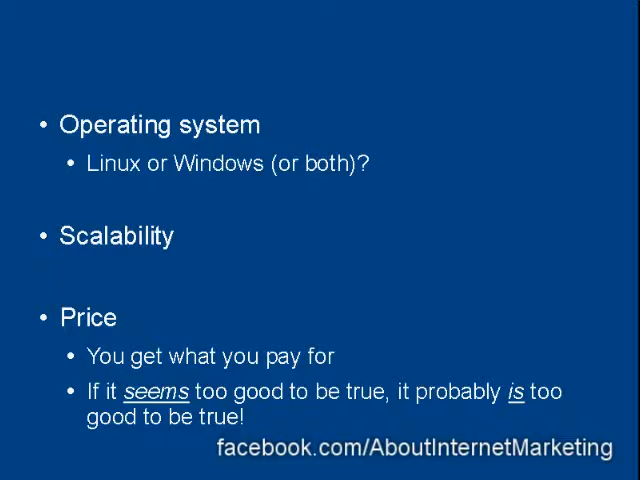 • Operating system
• Linux or Windows (or both)?
• Scalability
• Price
• You get what you pay for
• If it seems too good to be true, it probably is too
good to be true!
facebook.com/AboutInternetMarketing